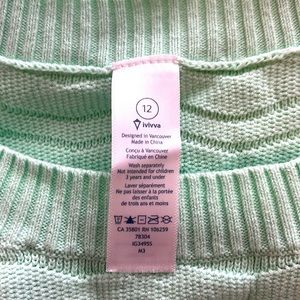 12
ivivva
Designed in Vancouver
Made in China
Conçu à Vancouver
Fabriqué en Chine
Wash separately
Not intended for children
3 years and under
Laver séparément
Ne pas laisser à la portée
des enfants
de trois ans et moins
CA 35801 RN 106259
78304
IG3495S
M3